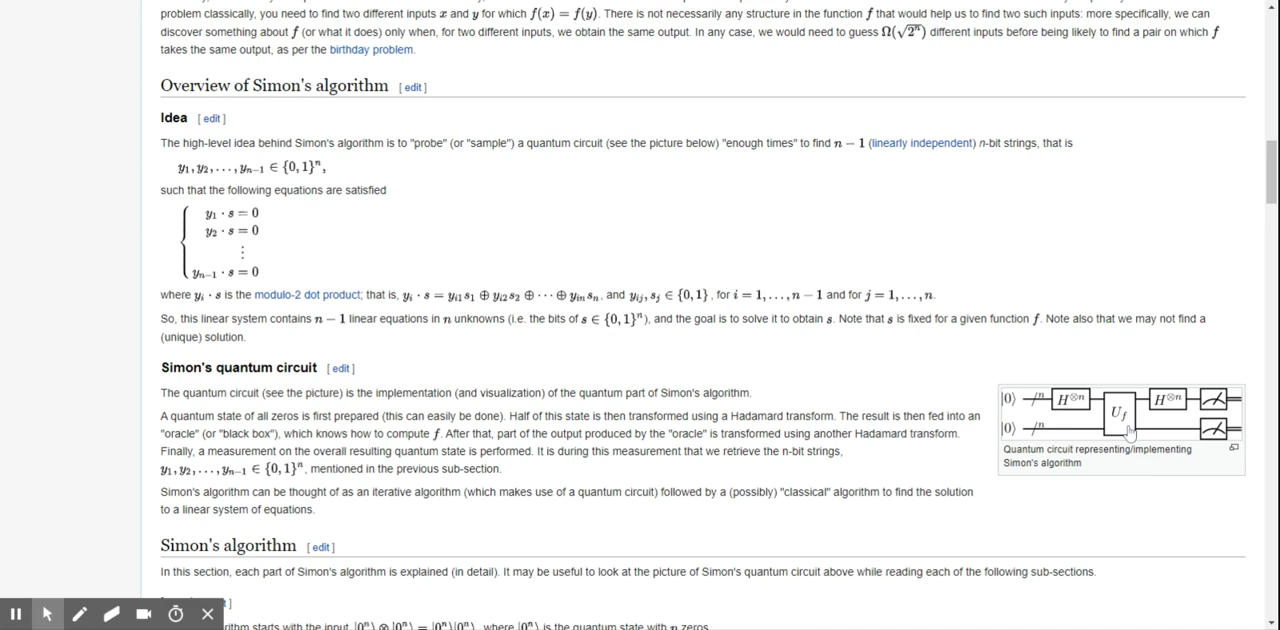 problem classically, you need to find two different inputs x and y for which f(x) = f(y). There is not necessarily any structure in the function f that would help us to find two such inputs: more specifically, we can
discover something about f (or what it does) only when, for two different inputs, we obtain the same output. In any case, we would need to guess Ω(√2ⁿ) different inputs before being likely to find a pair on which f
takes the same output, as per the birthday problem.
Overview of Simon's algorithm [ edit ]
Idea [ edit ]
The high-level idea behind Simon's algorithm is to "probe" (or "sample") a quantum circuit (see the picture below) "enough times" to find n − 1 (linearly independent) n-bit strings, that is
y₁, y₂, . . . , yₙ₋₁ ∈ {0, 1}ⁿ,
such that the following equations are satisfied
y₁ · s = 0
y₂ · s = 0
⋮
yₙ₋₁ · s = 0
where yᵢ · s is the modulo-2 dot product; that is, yᵢ · s = yᵢ₁s₁ ⊕ yᵢ₂s₂ ⊕ · · · ⊕ yᵢₙsₙ, and yᵢⱼ, sⱼ ∈ {0, 1}, for i = 1, . . . , n − 1 and for j = 1, . . . , n.
So, this linear system contains n − 1 linear equations in n unknowns (i.e. the bits of s ∈ {0, 1}ⁿ), and the goal is to solve it to obtain s. Note that s is fixed for a given function f. Note also that we may not find a
(unique) solution.
Simon's quantum circuit [ edit ]
The quantum circuit (see the picture) is the implementation (and visualization) of the quantum part of Simon's algorithm.
A quantum state of all zeros is first prepared (this can easily be done). Half of this state is then transformed using a Hadamard transform. The result is then fed into an
"oracle" (or "black box"), which knows how to compute f. After that, part of the output produced by the "oracle" is transformed using another Hadamard transform.
Finally, a measurement on the overall resulting quantum state is performed. It is during this measurement that we retrieve the n-bit strings,
y₁, y₂, . . . , yₙ₋₁ ∈ {0, 1}ⁿ, mentioned in the previous sub-section.
Simon's algorithm can be thought of as an iterative algorithm (which makes use of a quantum circuit) followed by a (possibly) "classical" algorithm to find the solution
to a linear system of equations.
|0⟩ n H⊗ⁿ U_f H⊗ⁿ
|0⟩ n
Quantum circuit representing/implementing
Simon's algorithm
Simon's algorithm [ edit ]
In this section, each part of Simon's algorithm is explained (in detail). It may be useful to look at the picture of Simon's quantum circuit above while reading each of the following sub-sections.
]
rithm starts with the input |0ⁿ⟩ ⊗ |0ⁿ⟩ = |0ⁿ⟩|0ⁿ⟩, where |0ⁿ⟩ is the quantum state with n zeros.